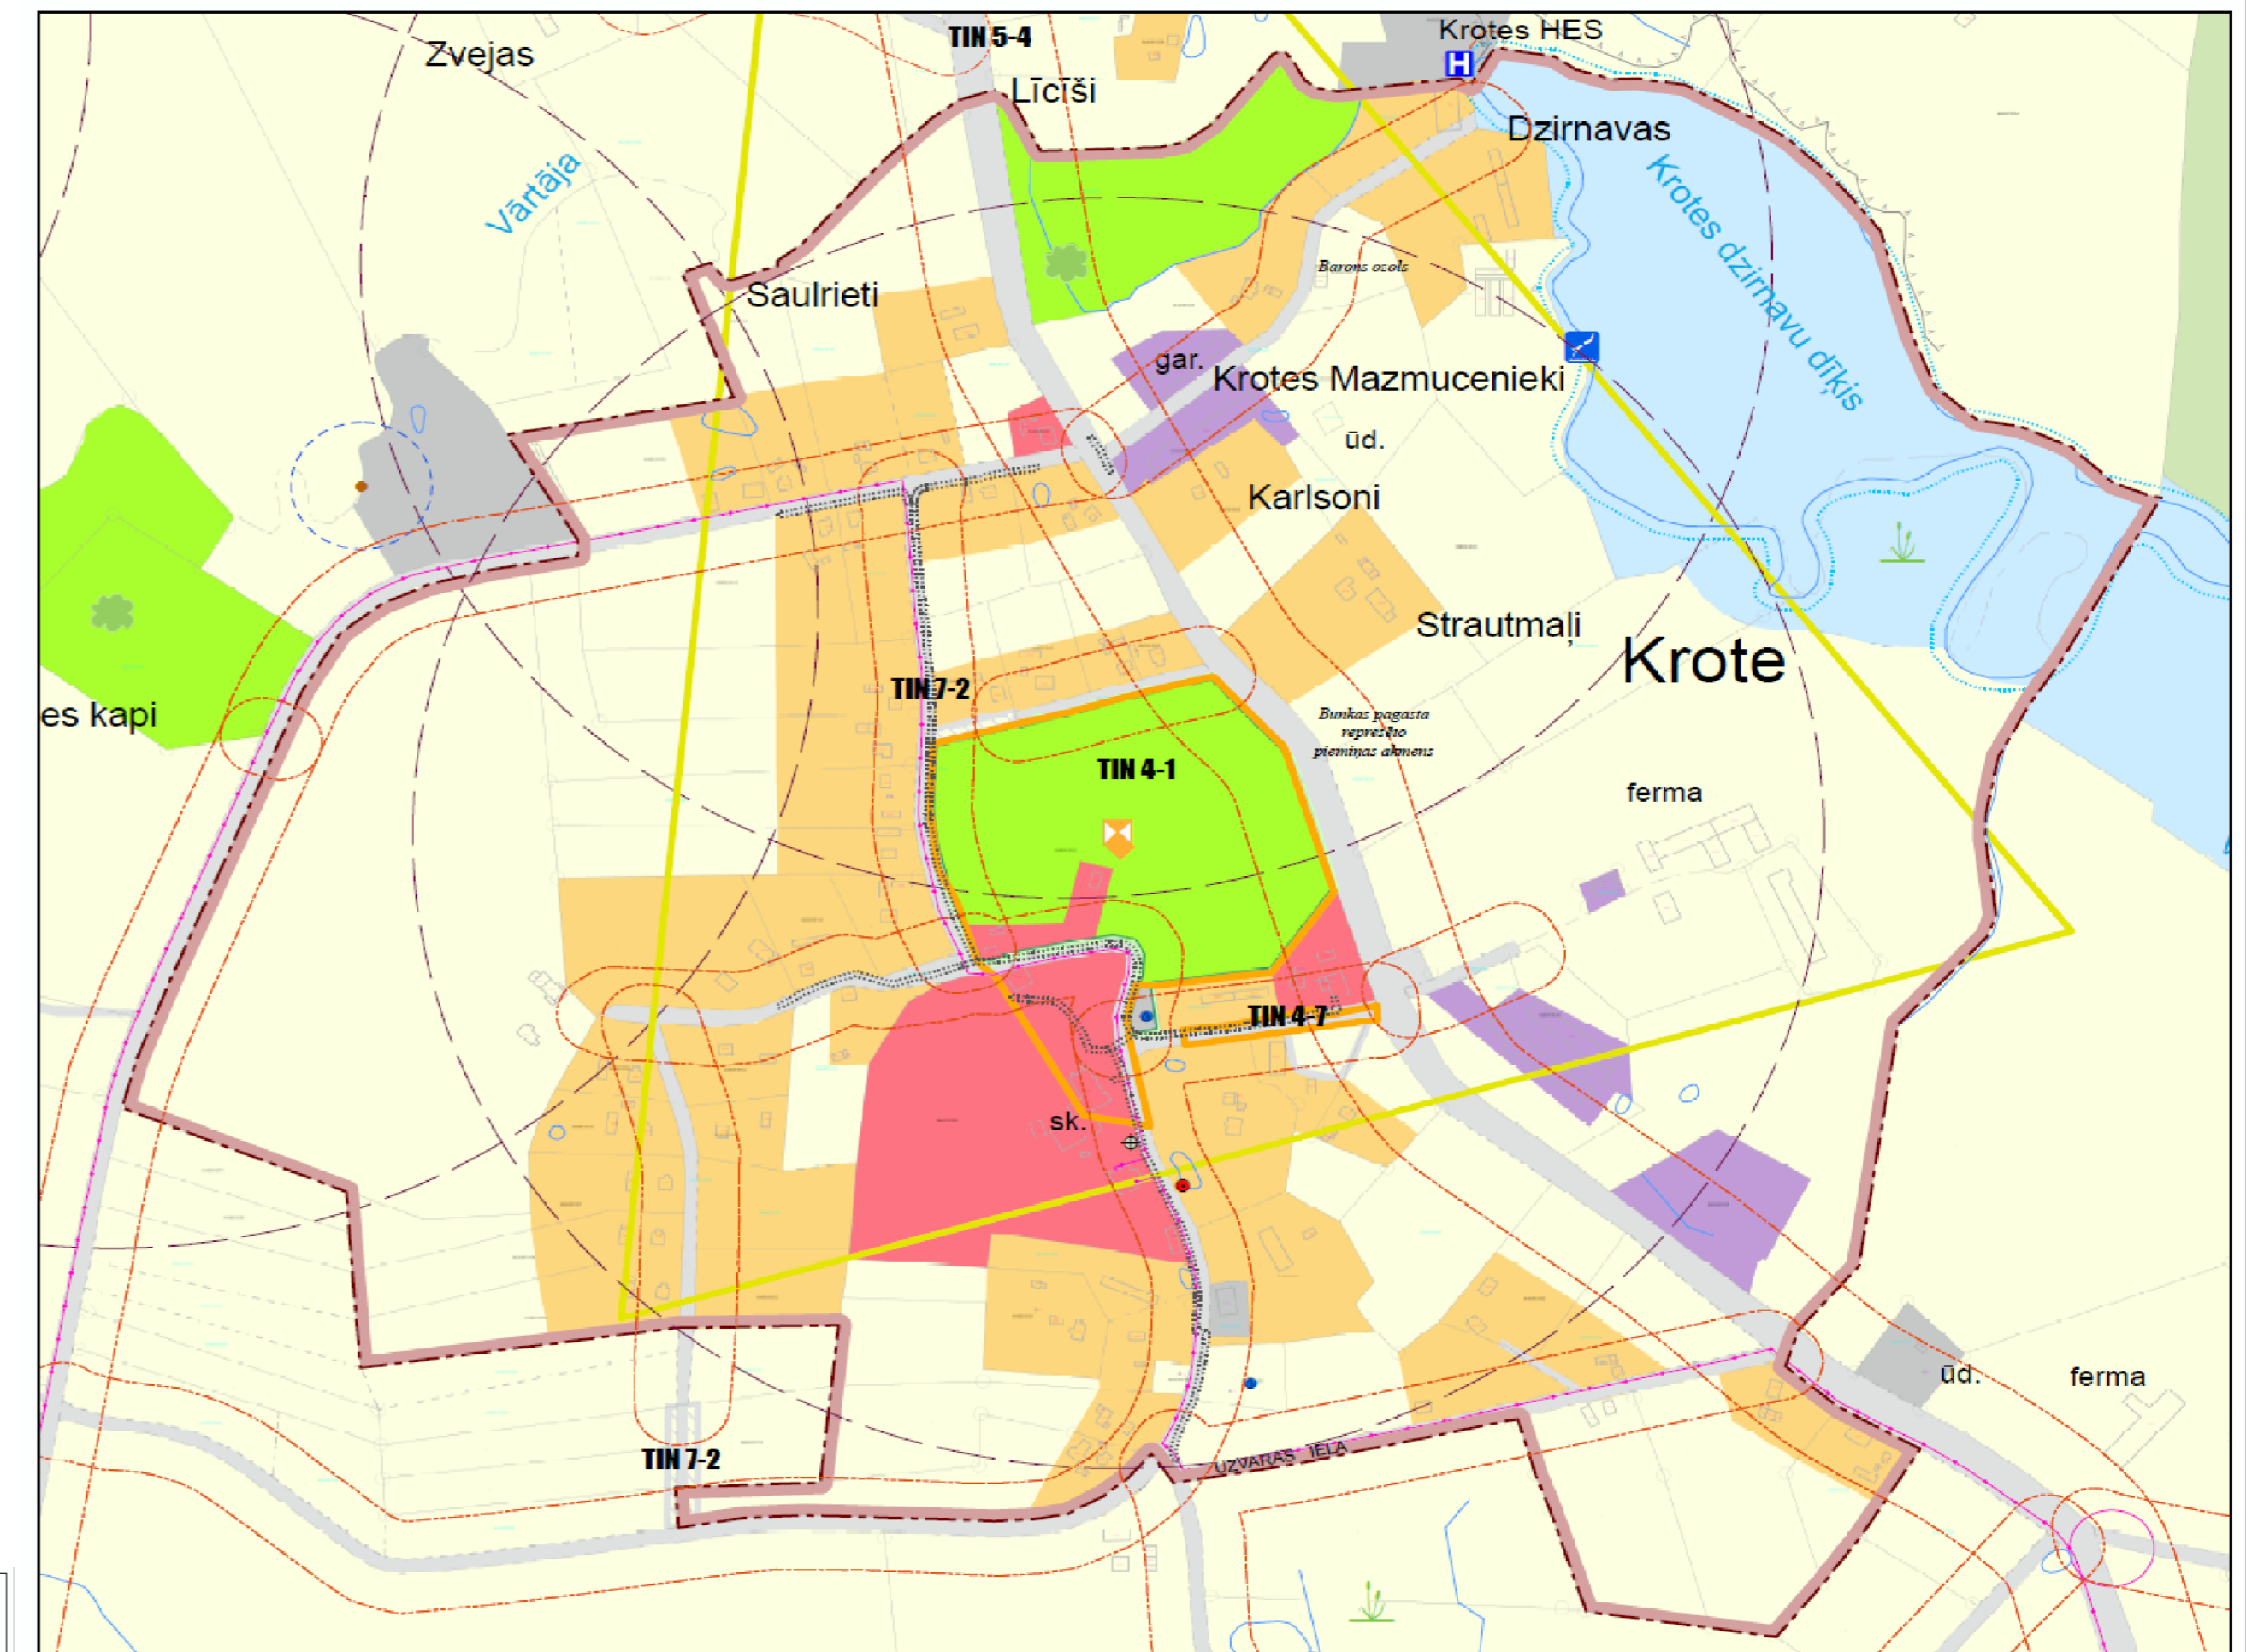 TIN 5-4
Krotes HES
H
Zvejas
Līcīši
Dzirnavas
Vārtāja
Krotes dzirnavu dīķis
Barons ozols
Saulrieti
gar.
Krotes Mazmucenieki
ūd.
Karlsoni
Strautmaļi
Krote
TIN 7-2
es kapi
Bunkas pagasta
represēto
piemiņas akmens
TIN 4-1
ferma
TIN 4-7
sk.
ūd.
ferma
UZVARAS IELA
TIN 7-2